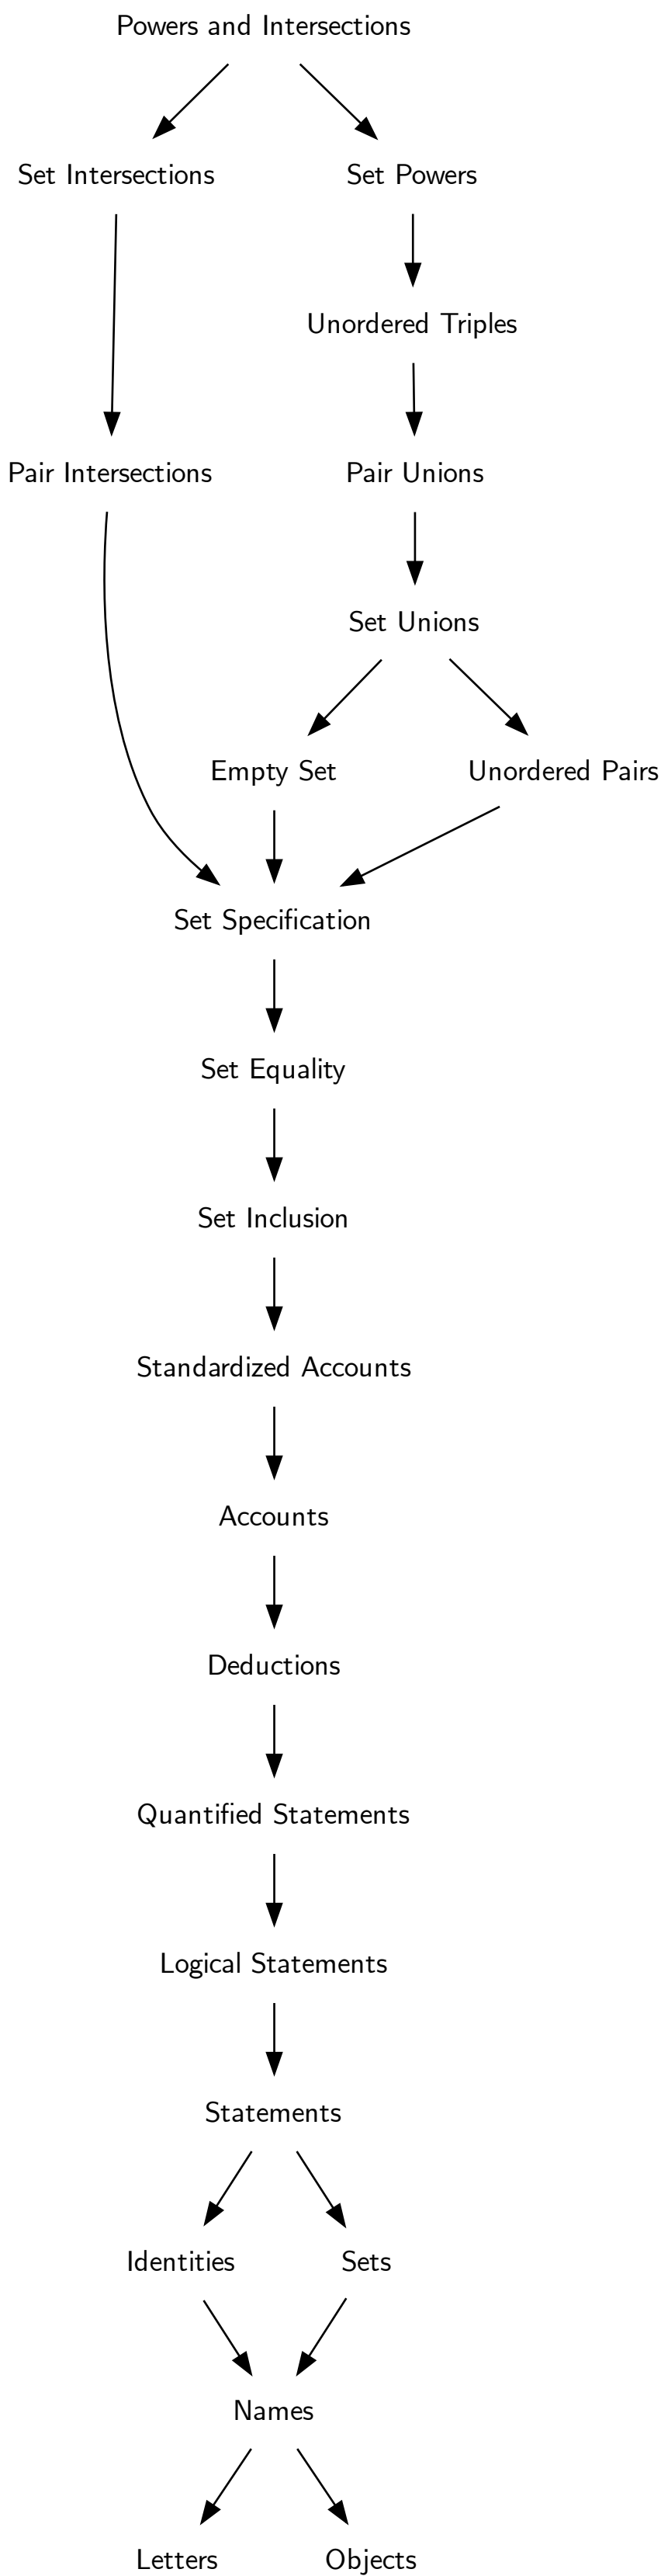 Powers and Intersections
Set Intersections
Set Powers
Unordered Triples
Pair Intersections
Pair Unions
Set Unions
Empty Set
Unordered Pairs
Set Specification
Set Equality
Set Inclusion
Standardized Accounts
Accounts
Deductions
Quantified Statements
Logical Statements
Statements
Identities
Sets
Names
Letters
Objects